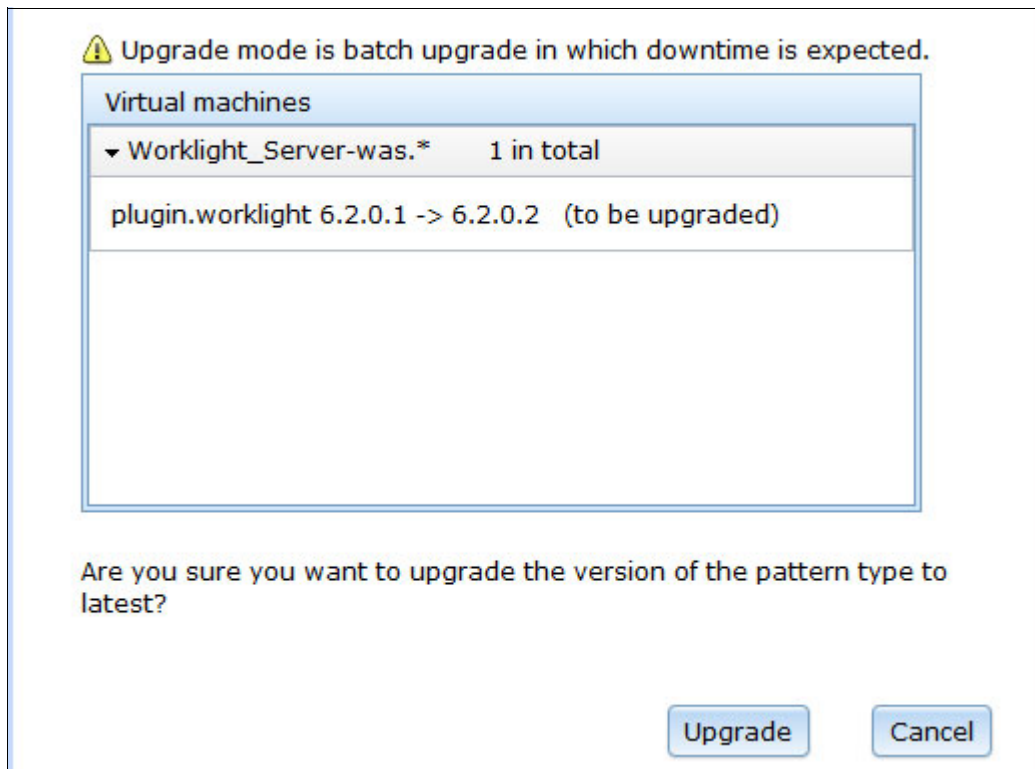 Upgrade mode is batch upgrade in which downtime is expected.
Virtual machines
Worklight_Server-was.* 1 in total
plugin.worklight 6.2.0.1 -> 6.2.0.2 (to be upgraded)
Are you sure you want to upgrade the version of the pattern type to
latest?
Upgrade Cancel